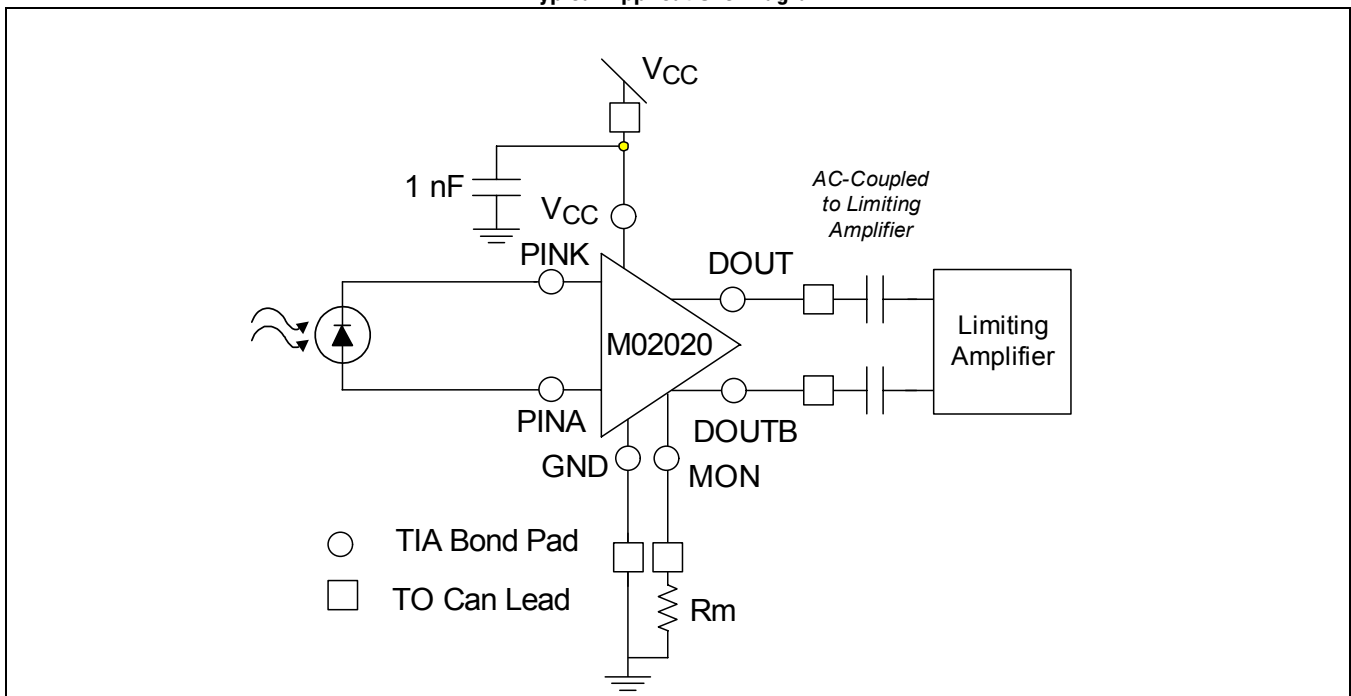 VCC
1 nF
VCC
AC-Coupled
to Limiting
Amplifier
PINK
DOUT
M02020
Limiting
Amplifier
PINA
DOUTB
GND
MON
TIA Bond Pad
TO Can Lead
Rm